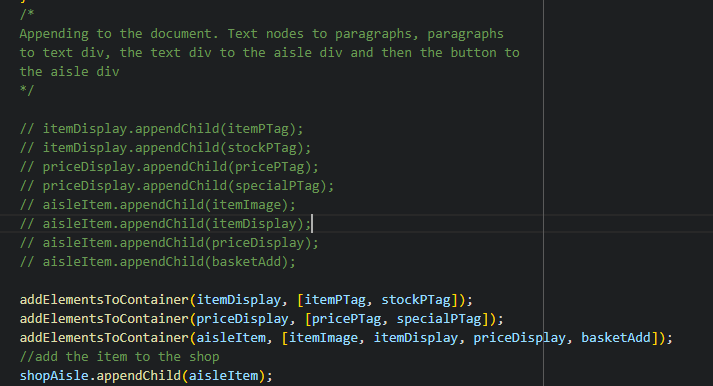 /*
Appending to the document. Text nodes to paragraphs, paragraphs
to text div, the text div to the aisle div and then the button to
the aisle div
*/
// itemDisplay.appendChild(itemPTag);
// itemDisplay.appendChild(stockPTag);
// priceDisplay.appendChild(pricePTag);
// priceDisplay.appendChild(specialPTag);
// aisleItem.appendChild(itemImage);
// aisleItem.appendChild(itemDisplay);
// aisleItem.appendChild(priceDisplay);
// aisleItem.appendChild(basketAdd);
addElementsToContainer(itemDisplay, [itemPTag, stockPTag]);
addElementsToContainer(priceDisplay, [pricePTag, specialPTag]);
addElementsToContainer(aisleItem, [itemImage, itemDisplay, priceDisplay, basketAdd]);
//add the item to the shop
shopAisle.appendChild(aisleItem);